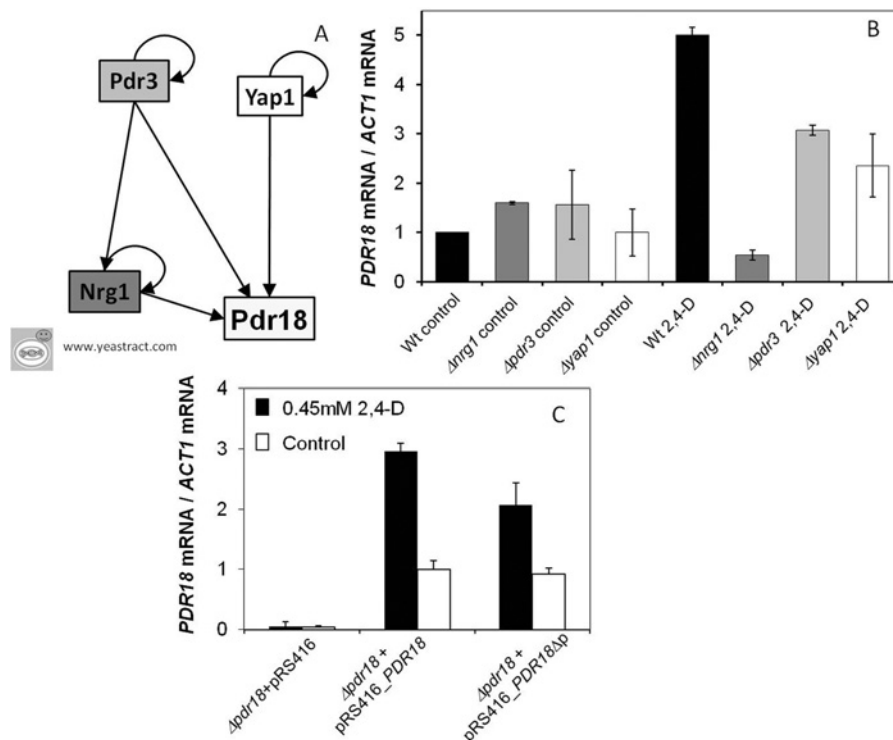 A
Pdr3
Yap1
Nrg1
Pdr18
www.yeastract.com
B
PDR18 mRNA / ACT1 mRNA
5
4
3
2
1
0
Wt control
Δnrg1 control
Δpdr3 control
Δyap1 control
Wt 2,4-D
Δnrg1 2,4-D
Δpdr3 2,4-D
Δyap1 2,4-D
C
PDR18 mRNA / ACT1 mRNA
4
3
2
1
0
0.45mM 2,4-D
Control
Δpdr18+pRS416
Δpdr18 +
pRS416_PDR18
Δpdr18 +
pRS416_PDR18Δp